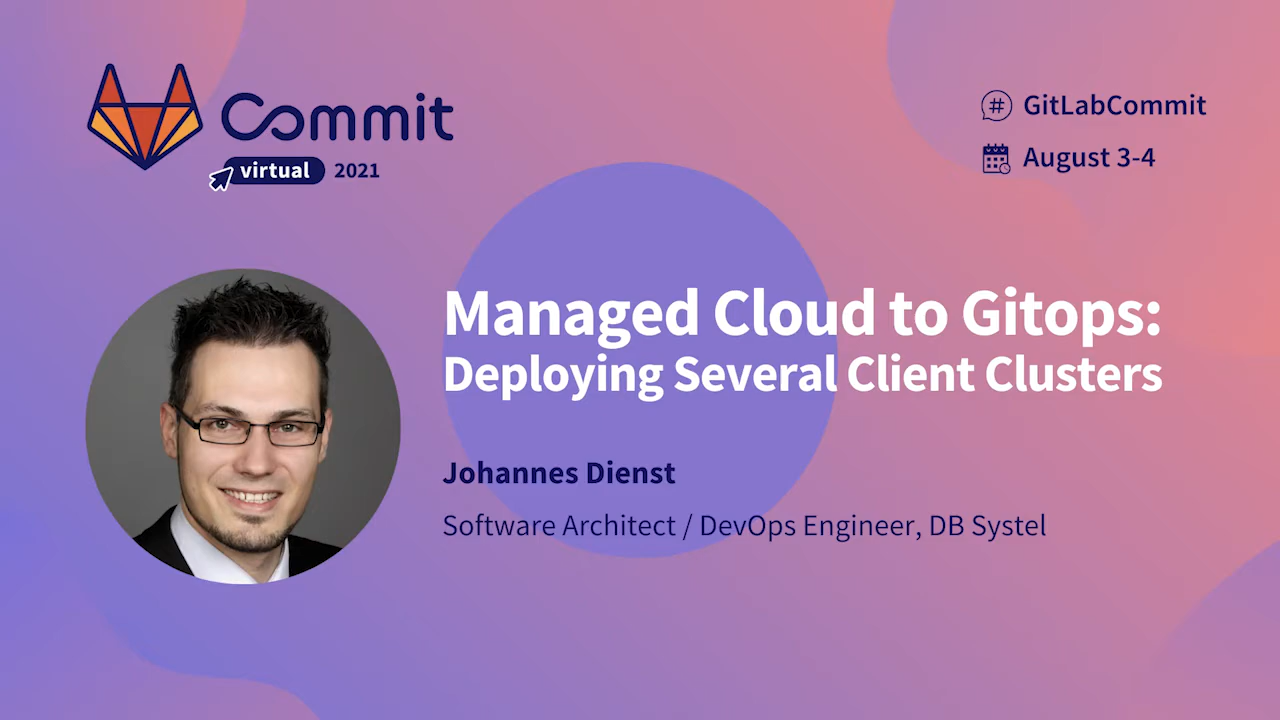 Commit
virtual 2021
# GitLabCommit
August 3-4
Managed Cloud to Gitops:
Deploying Several Client Clusters
Johannes Dienst
Software Architect / DevOps Engineer, DB Systel